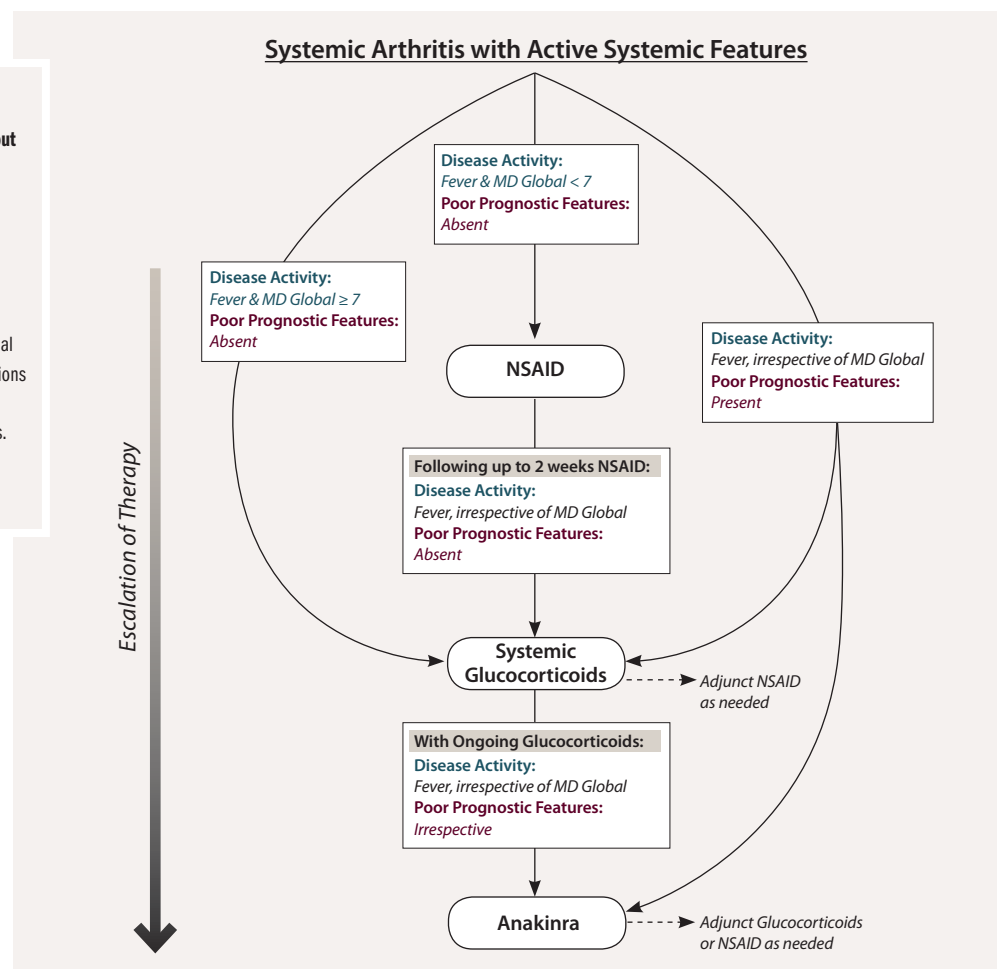 Systemic Arthritis with Active Systemic Features
Disease Activity:
Fever & MD Global < 7
Poor Prognostic Features:
Absent
Disease Activity:
Fever & MD Global ≥ 7
Poor Prognostic Features:
Absent
Disease Activity:
Fever, irrespective of MD Global
Poor Prognostic Features:
Present
NSAID
Following up to 2 weeks NSAID:
Disease Activity:
Fever, irrespective of MD Global
Poor Prognostic Features:
Absent
Escalation of Therapy
Systemic
Glucocorticoids
Adjunct NSAID
as needed
With Ongoing Glucocorticoids:
Disease Activity:
Fever, irrespective of MD Global
Poor Prognostic Features:
Irrespective
Anakinra
Adjunct Glucocorticoids
or NSAID as needed